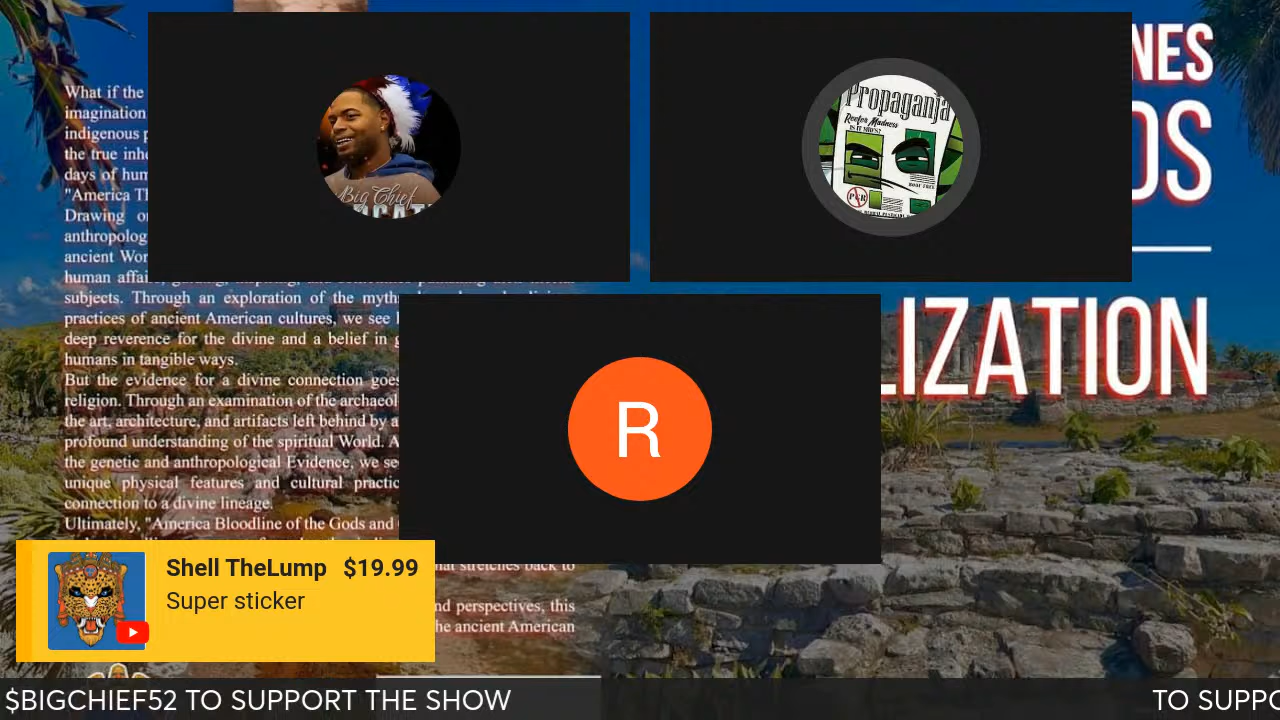 What if the
imagination
indigenous p
the true inhe
days of hum
"America Th
Drawing on
anthropolog
ancient Wor
human affai
subjects. Through an exploration of the myth
practices of ancient American cultures, we see
deep reverence for the divine and a belief in g
humans in tangible ways.
But the evidence for a divine connection goes
religion. Through an examination of the archaeol
the art, architecture, and artifacts left behind by a
profound understanding of the spiritual World. A
the genetic and anthropological Evidence, we see
unique physical features and cultural practic
connection to a divine lineage.
Ultimately, "America Bloodline of the Gods and
that stretches back to
nd perspectives, this
he ancient American
NES
DS
LIZATION
Big Chief
Propaganja
Reefer Madness
IS IT MOVE?
R
Shell TheLump $19.99
Super sticker
$BIGCHIEF52 TO SUPPORT THE SHOW
TO SUPPO